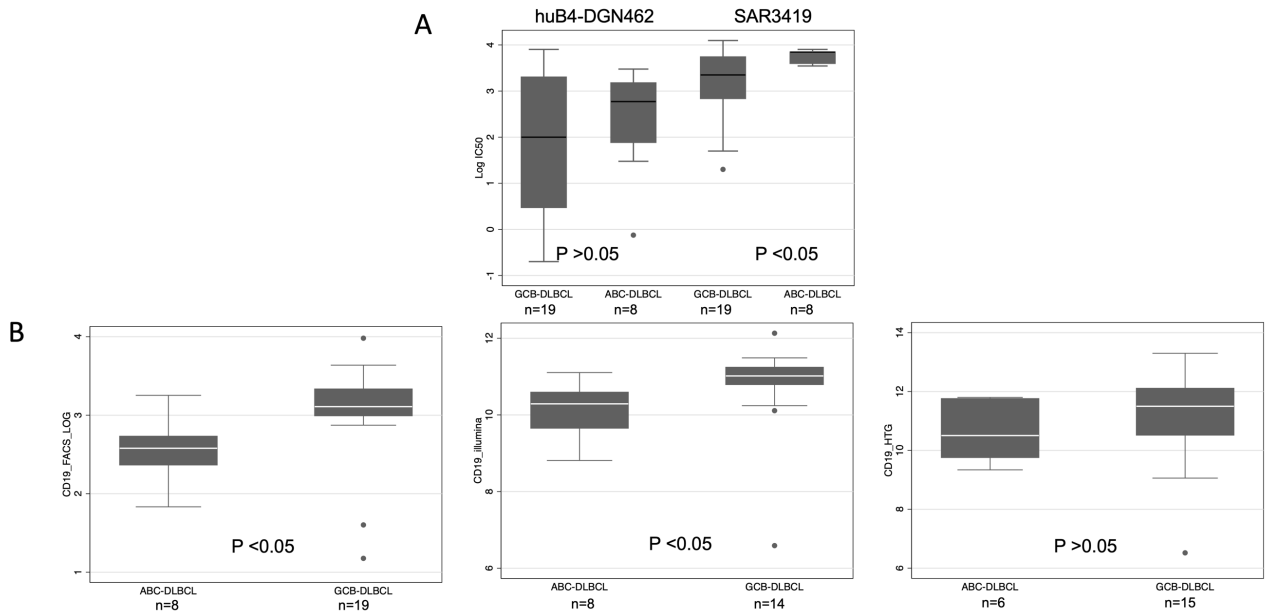 A
huB4-DGN462 SAR3419
Log IC50
4
3
2
1
0
-1
P >0.05 P <0.05
GCB-DLBCL ABC-DLBCL GCB-DLBCL ABC-DLBCL
n=19 n=8 n=19 n=8
B
CD19_FACS_LOG
4
3
2
1
P <0.05
ABC-DLBCL GCB-DLBCL
n=8 n=19
CD19_illumina
12
10
8
6
P <0.05
ABC-DLBCL GCB-DLBCL
n=8 n=14
CD19_HTG
14
12
10
8
6
P >0.05
ABC-DLBCL GCB-DLBCL
n=6 n=15